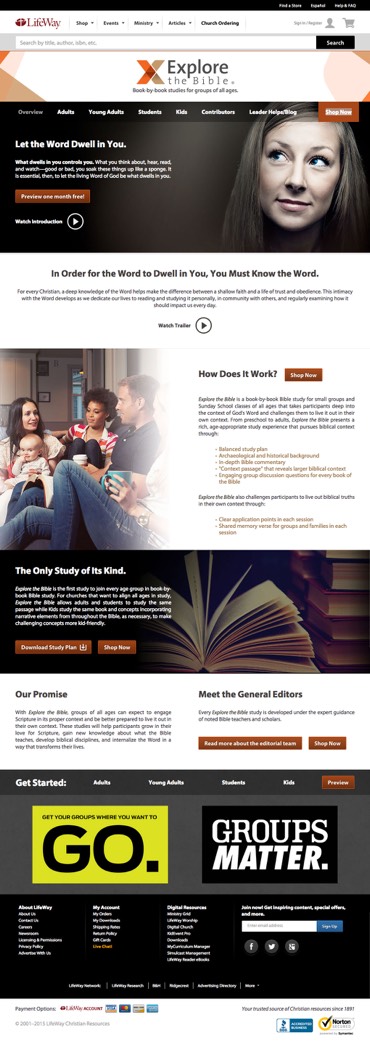 Find a Store Español Help & FAQ
LifeWay Shop Events Ministry Articles Church Ordering Sign In / Register
Search by title, author, isbn, etc. Search
Explore
the Bible®
Book-by-book studies for groups of all ages.
Overview Adults Young Adults Students Kids Contributors Leader Helps/Blog Shop Now
Let the Word Dwell in You.
What dwells in you controls you. What you think about, hear, read,
and watch—good or bad, you soak these things up like a sponge. It
is essential, then, to let the living Word of God be what dwells in you.
Preview one month free!
Watch Introduction
In Order for the Word to Dwell in You, You Must Know the Word.
For every Christian, a deep knowledge of the Word helps make the difference between a shallow faith and a life of trust and obedience. This intimacy
with the Word develops as we dedicate our lives to reading and studying it personally, in community with others, and regularly examining how it
should impact us every day.
Watch Trailer
How Does It Work? Shop Now
Explore the Bible is a book-by-book Bible study for small groups and
Sunday School classes of all ages that takes participants deep into
the context of God's Word and challenges them to live it out in their
own context. From preschool to adults, Explore the Bible presents a
rich, age-appropriate study experience that pursues biblical context
through:
- Balanced study plan
- Archaeological and historical background
- In-depth Bible commentary
- "Context passage" that reveals larger biblical context
- Engaging group discussion questions for every book of
the Bible
Explore the Bible also challenges participants to live out biblical truths
in their own context through:
- Clear application points in each session
- Shared memory verse for groups and families in each
session
The Only Study of Its Kind.
Explore the Bible is the first study to join every age group in book-by-
book Bible study. For churches that want to align all ages in study,
Explore the Bible allows adults and students to study the same
passage while Kids study the same book and concepts incorporating
narrative elements from throughout the Bible, as necessary, to make
challenging concepts more kid-friendly.
Download Study Plan Shop Now
Our Promise
With Explore the Bible, groups of all ages can expect to engage
Scripture in its proper context and be better prepared to live it out in
their own context. These studies will help participants grow in their
love for Scripture, gain new knowledge about what the Bible
teaches, develop biblical disciplines, and internalize the Word in a
way that transforms their lives.
Meet the General Editors
Every Explore the Bible study is developed under the expert guidance
of noted Bible teachers and scholars.
Read more about the editorial team Shop Now
Get Started: Adults Young Adults Students Kids Preview
GET YOUR GROUPS WHERE YOU WANT TO
GO.
GROUPS
MATTER.
About LifeWay
About Us
Contact Us
Careers
Newsroom
Licensing & Permissions
Privacy Policy
Advertise With Us
My Account
My Orders
My Downloads
Shipping Rates
Return Policy
Gift Cards
Live Chat!
Digital Resources
Ministry Grid
LifeWay Worship
Digital Church
KidEvent Pro
Downloads
MyCurriculum Manager
Simulcast Management
LifeWay Reader eBooks
Join now! Get inspiring content, special offers,
and more.
Enter email address Sign Up
LifeWay Network LifeWay Research B&H Ridgecrest Advertising Directory More
Payment Options: LifeWay ACCOUNT VISA
Your trusted source of Christian resources since 1891
© 2001–2015 LifeWay Christian Resources
BBB ACCREDITED BUSINESS
Norton
SECURED
powered by Symantec